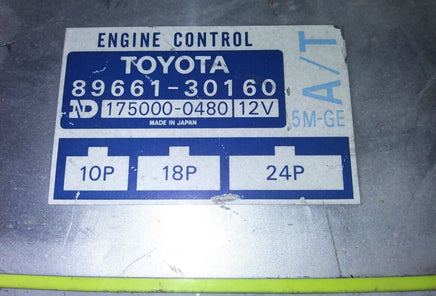 ENGINE CONTROL
TOYOTA
89661-30160
ND 175000-0480 12V
MADE IN JAPAN
A/T
5M-GE
10P 18P 24P